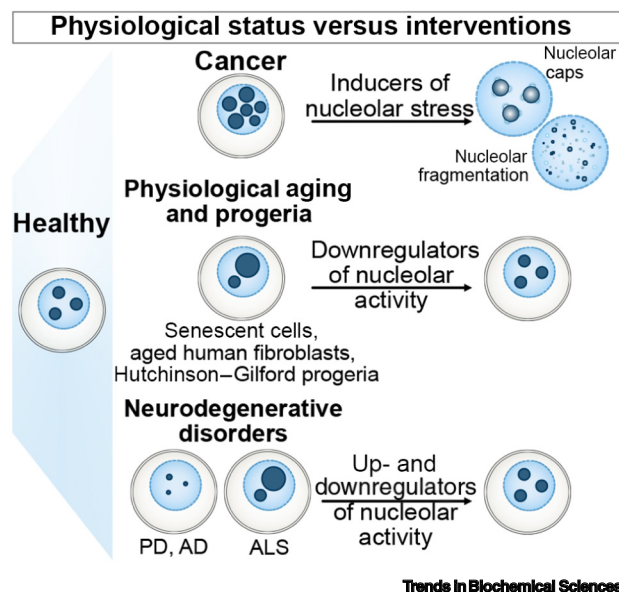 Physiological status versus interventions
Cancer
Inducers of
nucleolar stress
Nucleolar
caps
Nucleolar
fragmentation
Healthy
Physiological aging
and progeria
Downregulators
of nucleolar
activity
Senescent cells,
aged human fibroblasts,
Hutchinson–Gilford progeria
Neurodegenerative
disorders
Up- and
downregulators
of nucleolar
activity
PD, AD
ALS
Trends in Biochemical Sciences